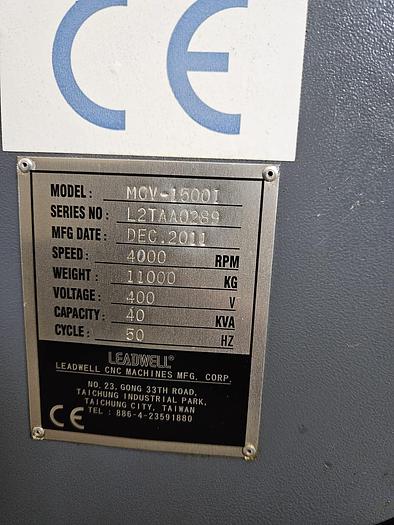 CE
MODEL: MCV-1500I
SERIES NO: L2TAA0289
MFG DATE: DEC.2011
SPEED: 4000 RPM
WEIGHT: 11000 KG
VOLTAGE: 400 V
CAPACITY: 40 KVA
CYCLE: 50 HZ
LEADWELL®
LEADWELL CNC MACHINES MFG. CORP.
NO. 23, GONG 33TH ROAD,
TAICHUNG INDUSTRIAL PARK,
TAICHUNG CITY, TAIWAN
CE TEL : 886-4-23591880